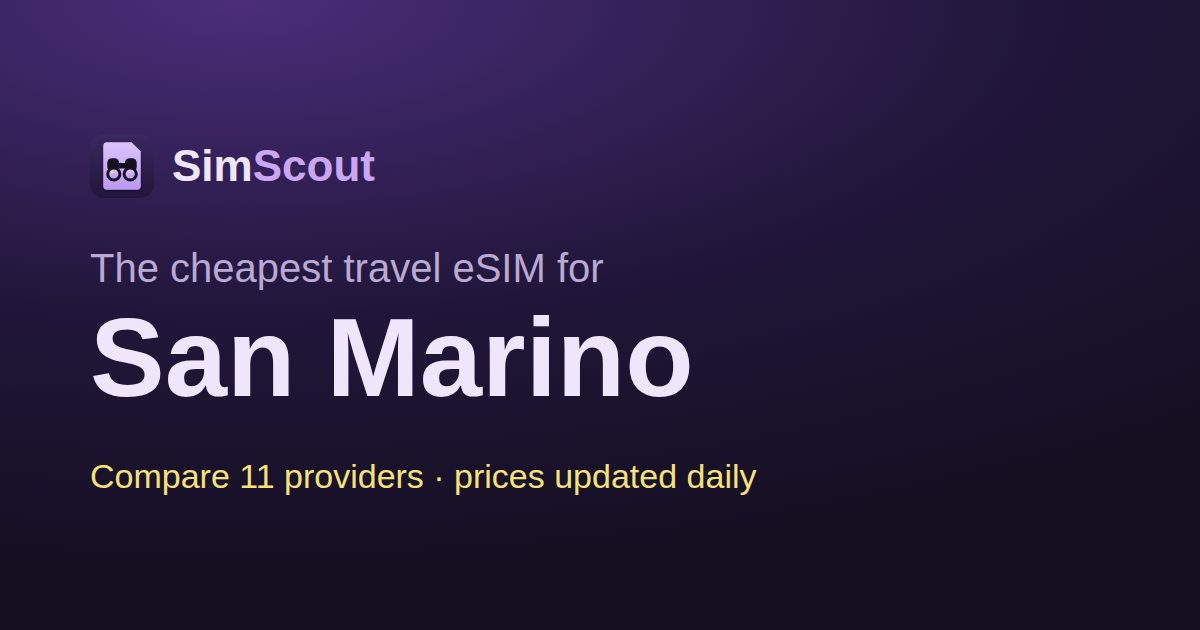 SimScout
The cheapest travel eSIM for
San Marino
Compare 11 providers · prices updated daily